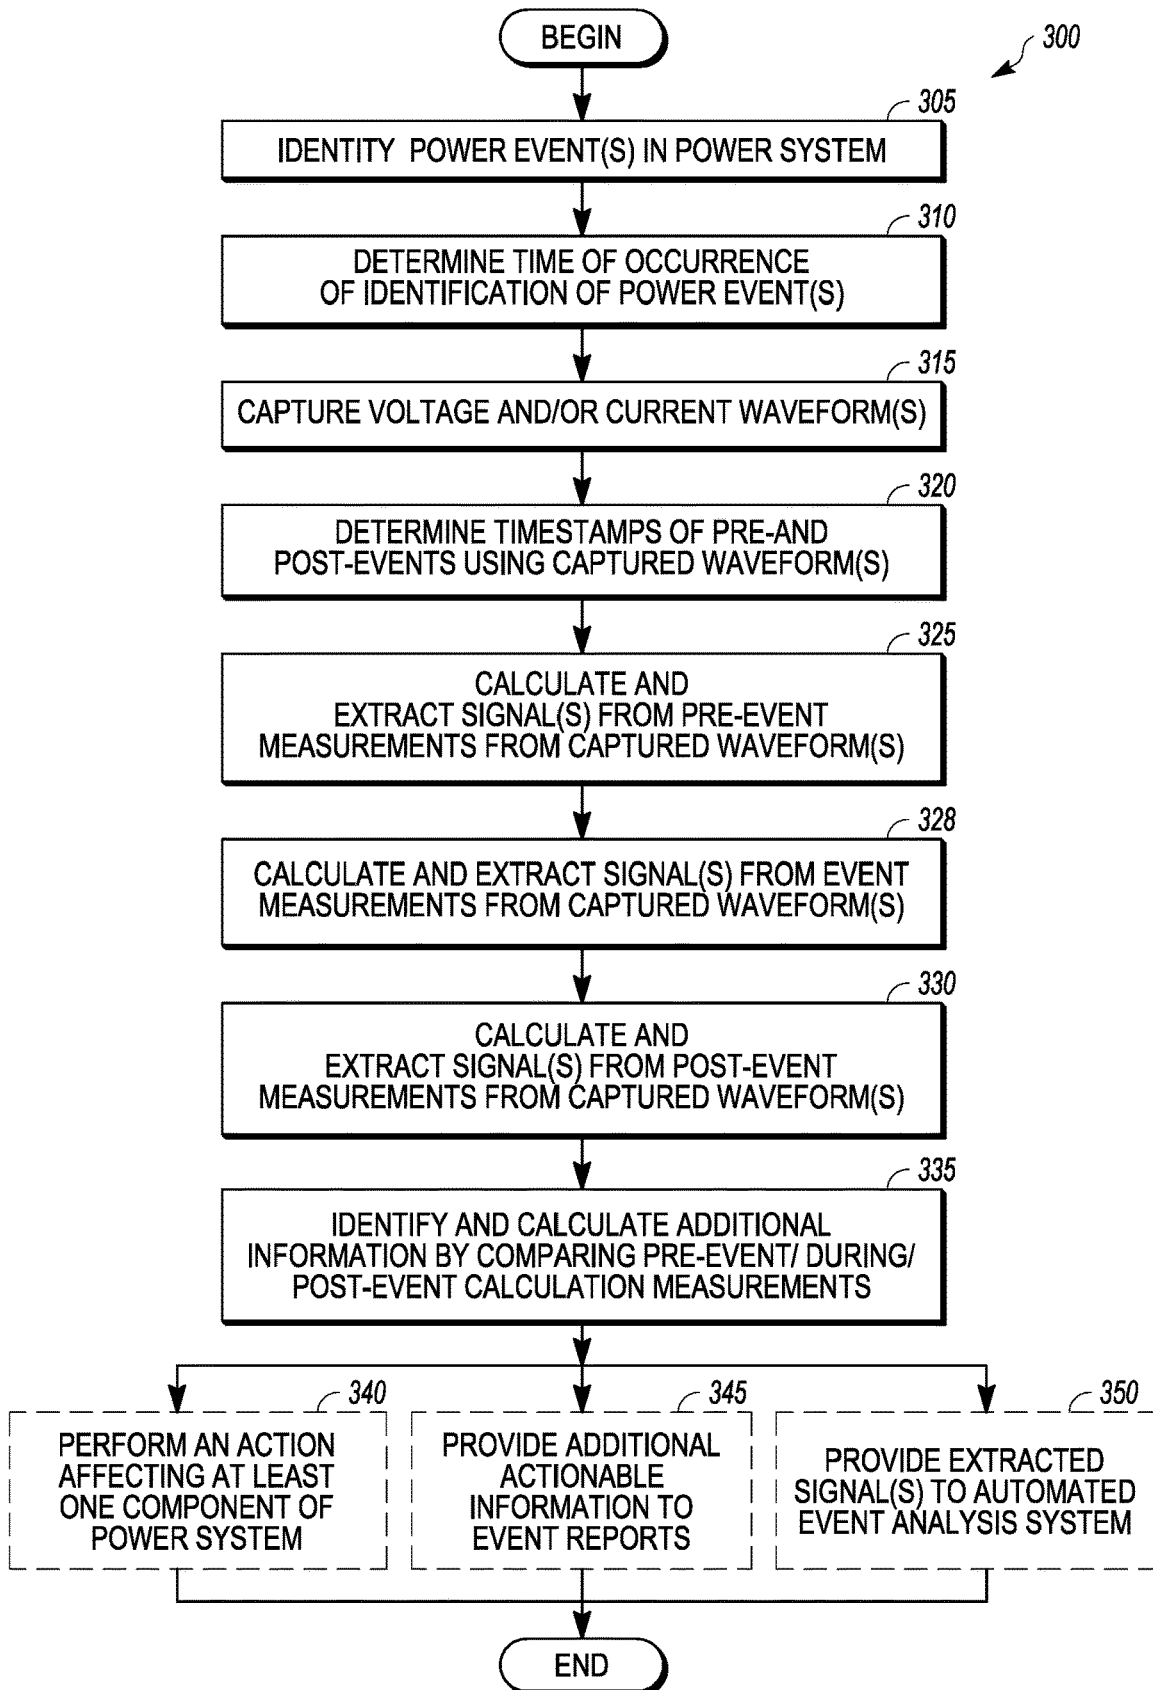 BEGIN
300
305
IDENTITY POWER EVENT(S) IN POWER SYSTEM
310
DETERMINE TIME OF OCCURRENCE
OF IDENTIFICATION OF POWER EVENT(S)
315
CAPTURE VOLTAGE AND/OR CURRENT WAVEFORM(S)
320
DETERMINE TIMESTAMPS OF PRE-AND
POST-EVENTS USING CAPTURED WAVEFORM(S)
325
CALCULATE AND
EXTRACT SIGNAL(S) FROM PRE-EVENT
MEASUREMENTS FROM CAPTURED WAVEFORM(S)
328
CALCULATE AND EXTRACT SIGNAL(S) FROM EVENT
MEASUREMENTS FROM CAPTURED WAVEFORM(S)
330
CALCULATE AND
EXTRACT SIGNAL(S) FROM POST-EVENT
MEASUREMENTS FROM CAPTURED WAVEFORM(S)
335
IDENTIFY AND CALCULATE ADDITIONAL
INFORMATION BY COMPARING PRE-EVENT/ DURING/
POST-EVENT CALCULATION MEASUREMENTS
340
PERFORM AN ACTION
AFFECTING AT LEAST
ONE COMPONENT OF
POWER SYSTEM
345
PROVIDE ADDITIONAL
ACTIONABLE
INFORMATION TO
EVENT REPORTS
350
PROVIDE EXTRACTED
SIGNAL(S) TO AUTOMATED
EVENT ANALYSIS SYSTEM
END